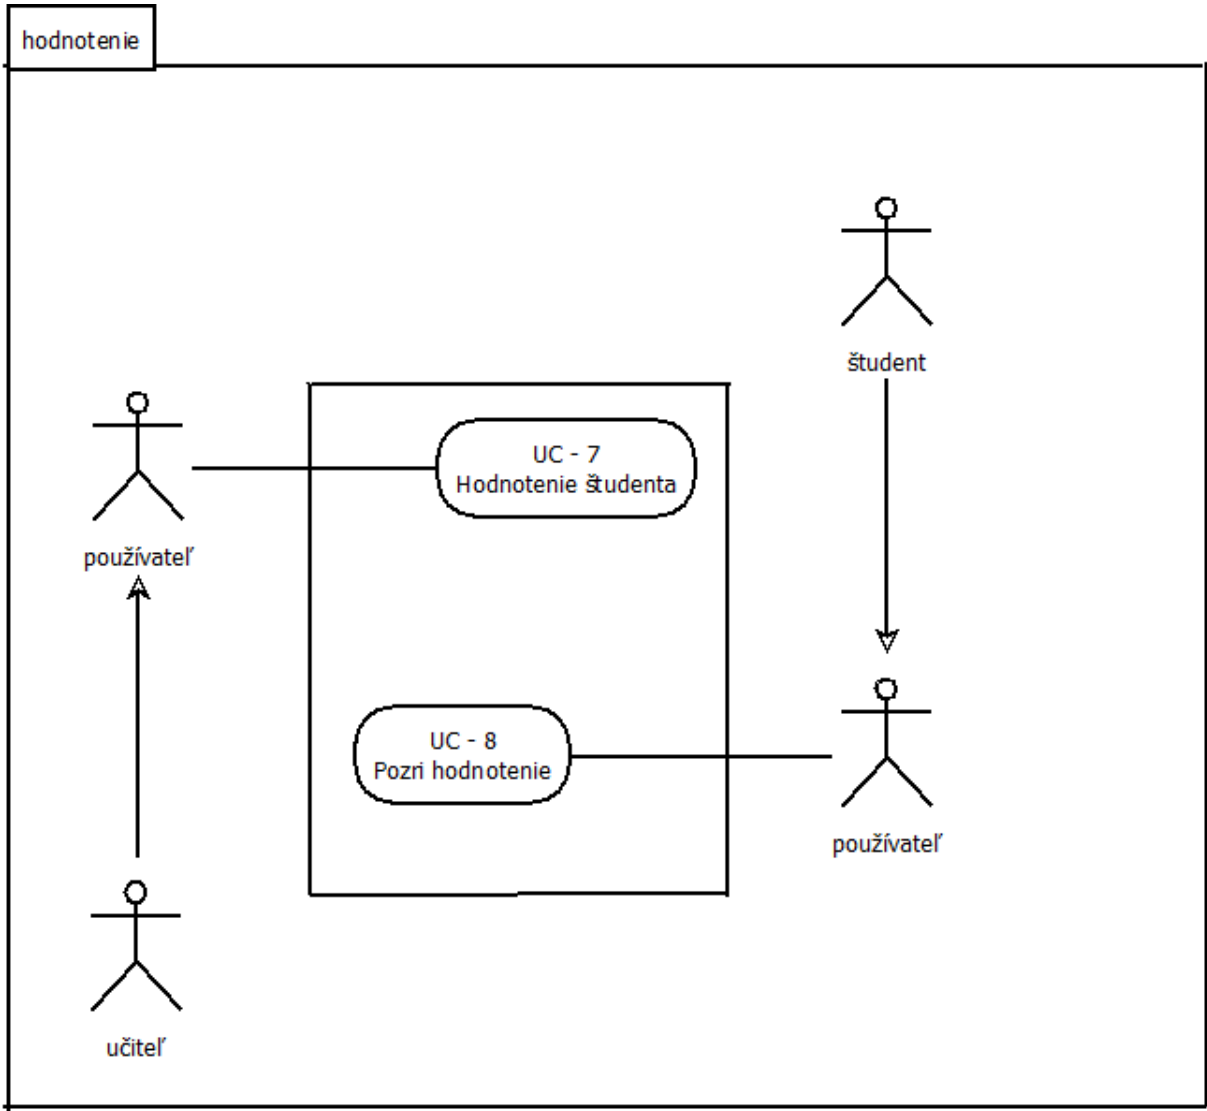 hodnotenie
študent
UC - 7
Hodnotenie študenta
používateľ
UC - 8
Pozri hodnotenie
používateľ
učiteľ